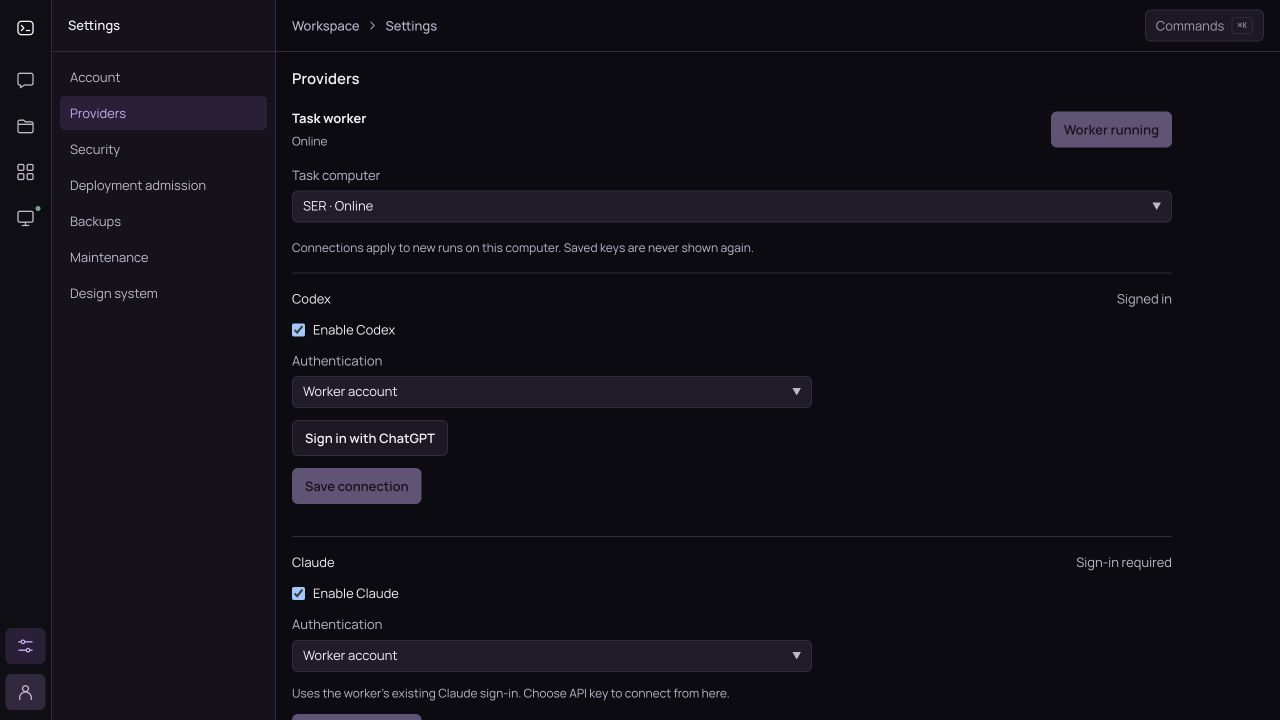 Settings
Workspace > Settings
Commands ⌘K
Account
Providers
Security
Deployment admission
Backups
Maintenance
Design system
Providers
Task worker
Online
Worker running
Task computer
SER · Online
Connections apply to new runs on this computer. Saved keys are never shown again.
Codex
Signed in
Enable Codex
Authentication
Worker account
Sign in with ChatGPT
Save connection
Claude
Sign-in required
Enable Claude
Authentication
Worker account
Uses the worker's existing Claude sign-in. Choose API key to connect from here.